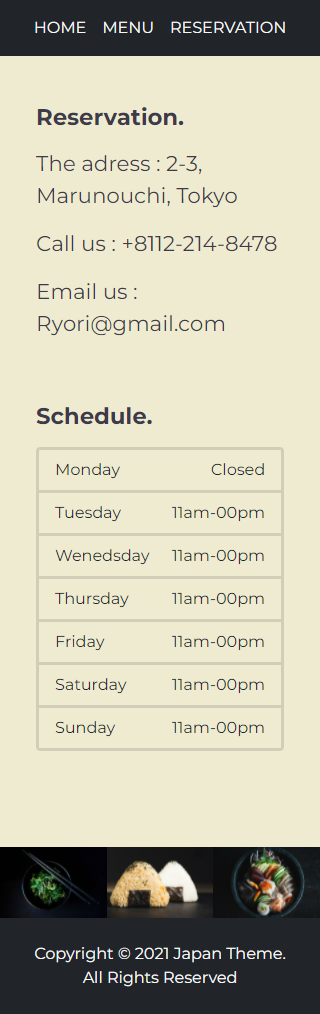 HOME MENU RESERVATION
Reservation.
The adress : 2-3,
Marunouchi, Tokyo
Call us : +8112-214-8478
Email us :
Ryori@gmail.com
Schedule.
Monday Closed
Tuesday 11am-00pm
Wenedsday 11am-00pm
Thursday 11am-00pm
Friday 11am-00pm
Saturday 11am-00pm
Sunday 11am-00pm
Copyright © 2021 Japan Theme.
All Rights Reserved